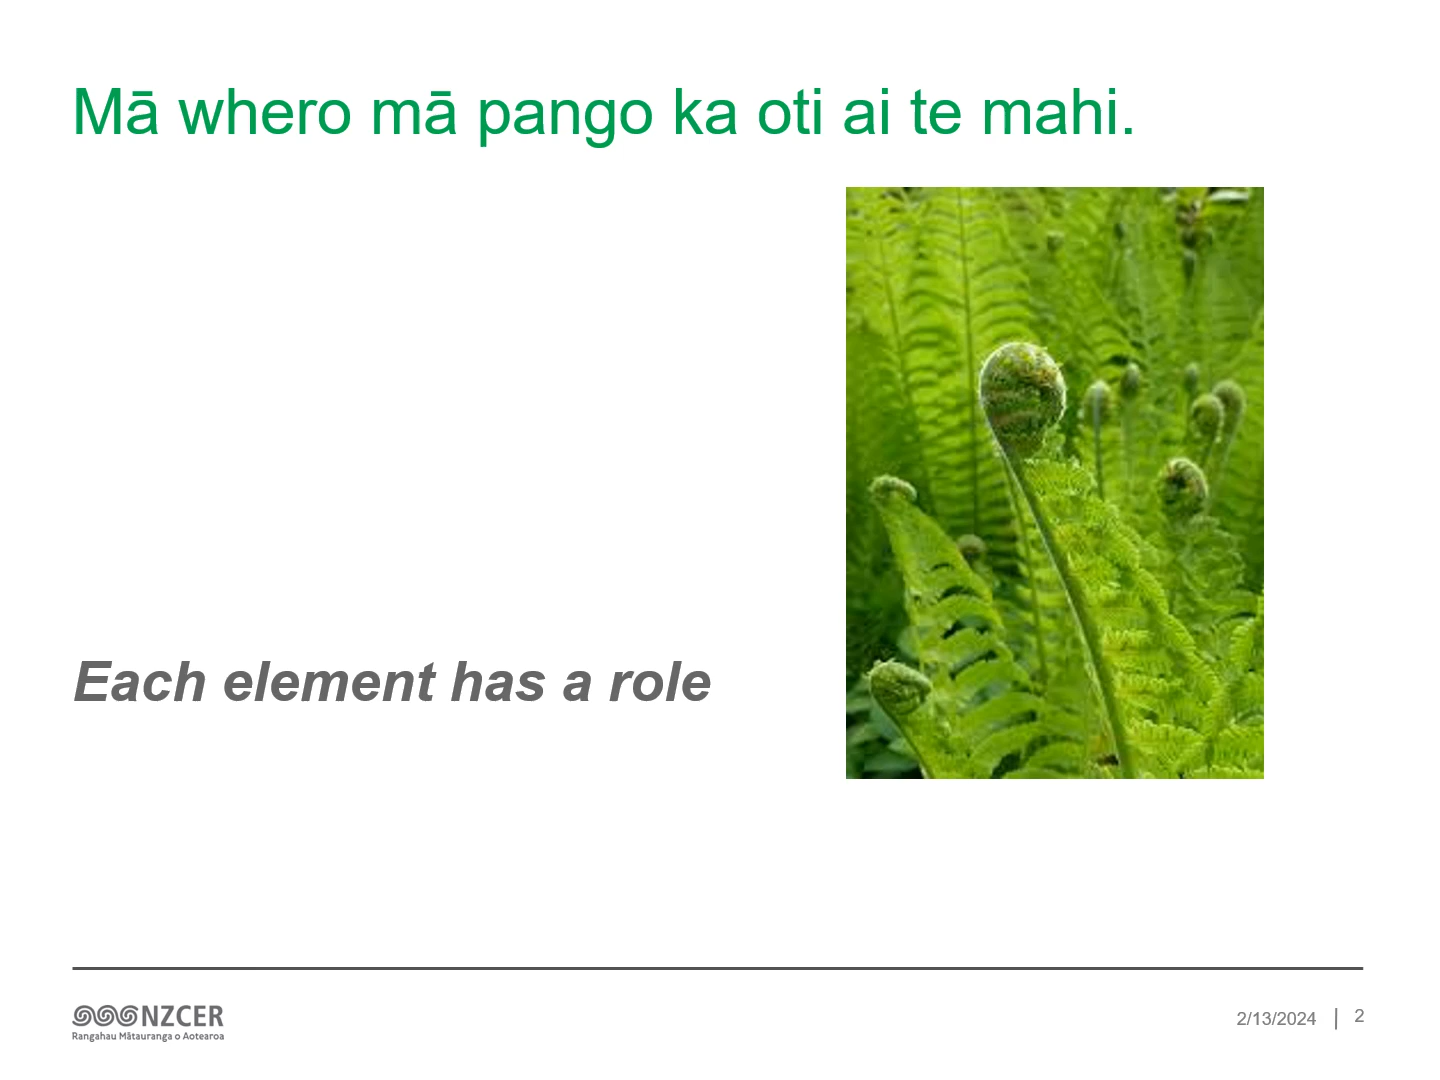 Mā whero mā pango ka oti ai te mahi.
Each element has a role
NZCER
Rangahau Mātauranga o Aotearoa
2/13/2024 | 2